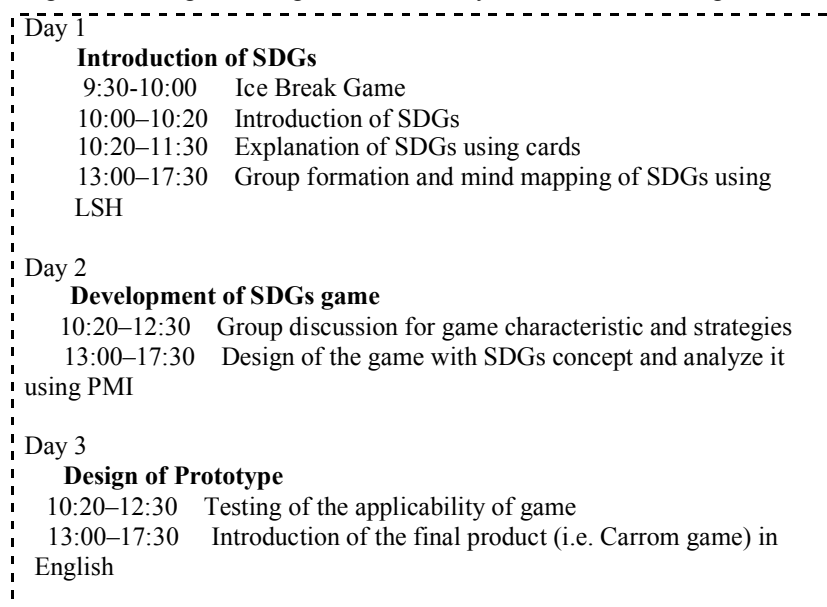 Day 1
Introduction of SDGs
9:30-10:00 Ice Break Game
10:00–10:20 Introduction of SDGs
10:20–11:30 Explanation of SDGs using cards
13:00–17:30 Group formation and mind mapping of SDGs using
LSH
Day 2
Development of SDGs game
10:20–12:30 Group discussion for game characteristic and strategies
13:00–17:30 Design of the game with SDGs concept and analyze it
using PMI
Day 3
Design of Prototype
10:20–12:30 Testing of the applicability of game
13:00–17:30 Introduction of the final product (i.e. Carrom game) in
English